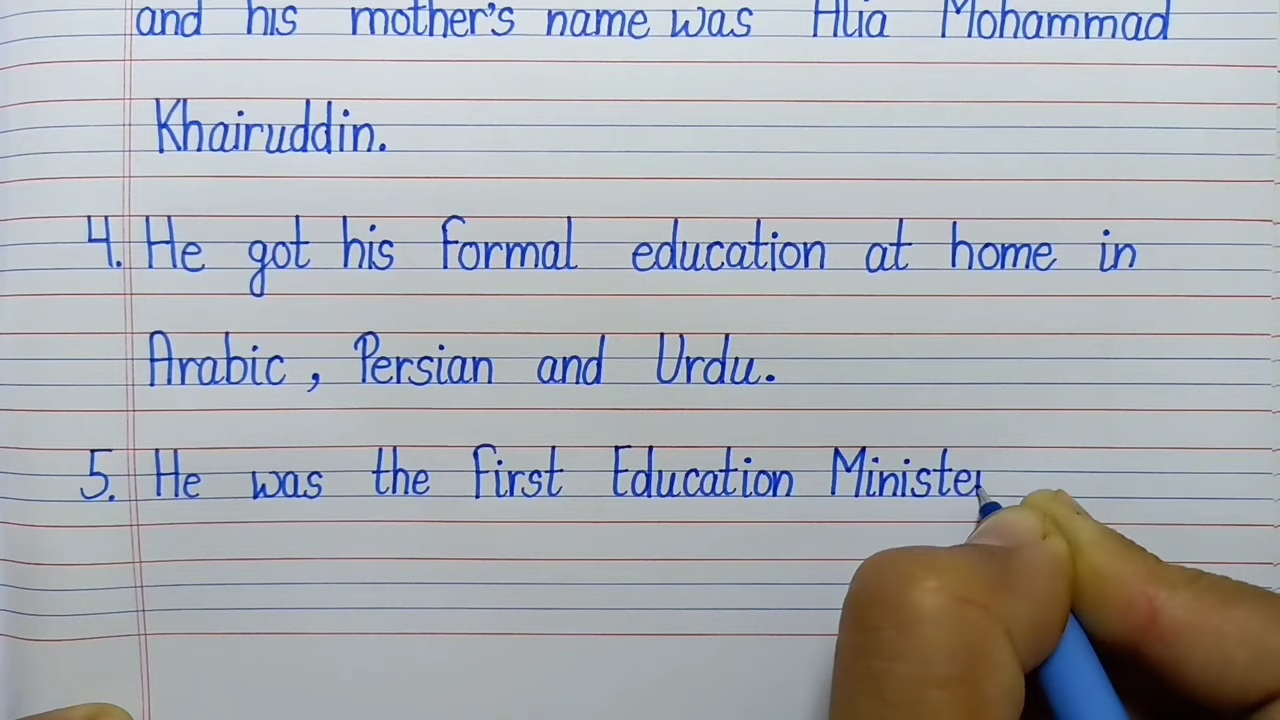 and his mother's name was Alia Mohammad
Khairuddin.
4. He got his formal education at home in
Arabic, Persian and Urdu.
5. He was the first Education Minister